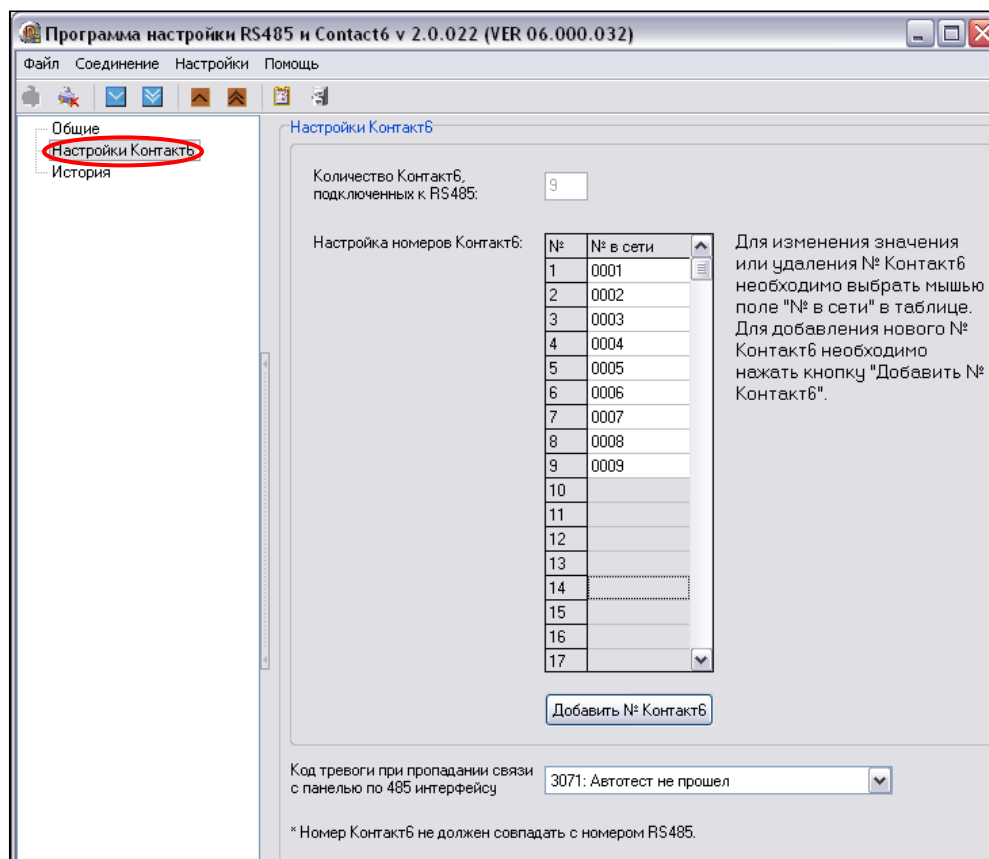 Программа настройки RS485 и Contact6 v 2.0.022 (VER 06.000.032)
Файл Соединение Настройки Помощь
Общие
Настройки Контакт6
История
Настройки Контакт6
Количество Контакт6,
подключенных к RS485:
9
Настройка номеров Контакт6:
№ № в сети
1 0001
2 0002
3 0003
4 0004
5 0005
6 0006
7 0007
8 0008
9 0009
10
11
12
13
14
15
16
17
Для изменения значения
или удаления № Контакт6
необходимо выбрать мышью
поле "№ в сети" в таблице.
Для добавления нового №
Контакт6 необходимо
нажать кнопку "Добавить №
Контакт6".
Добавить № Контакт6
Код тревоги при пропадании связи
с панелью по 485 интерфейсу
3071: Автотест не прошел
* Номер Контакт6 не должен совпадать с номером RS485.